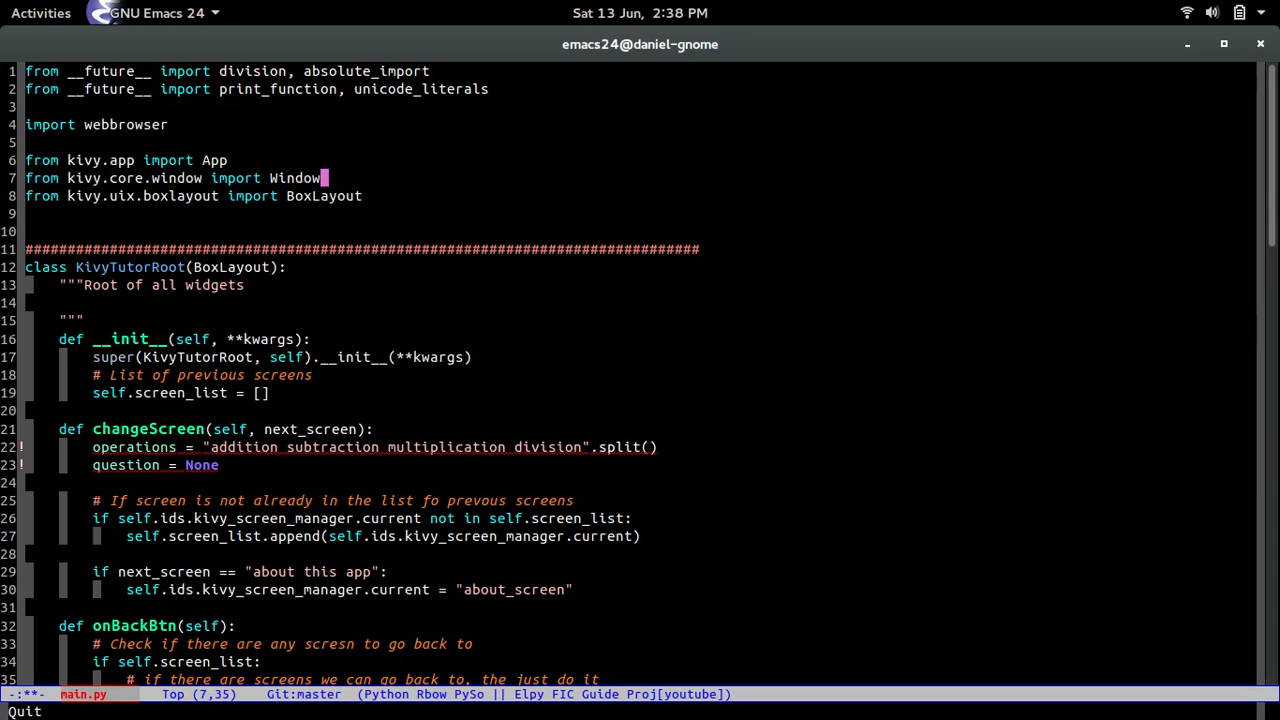 Activities GNU Emacs 24 Sat 13 Jun, 2:38 PM
emacs24@daniel-gnome
1 from __future__ import division, absolute_import
2 from __future__ import print_function, unicode_literals
3
4 import webbrowser
5
6 from kivy.app import App
7 from kivy.core.window import Window
8 from kivy.uix.boxlayout import BoxLayout
9
10
11 ################################################################################
12 class KivyTutorRoot(BoxLayout):
13 """Root of all widgets
14
15 """
16 def __init__(self, **kwargs):
17 super(KivyTutorRoot, self).__init__(**kwargs)
18 # List of previous screens
19 self.screen_list = []
20
21 def changeScreen(self, next_screen):
22! operations = "addition subtraction multiplication division".split()
23! question = None
24
25 # If screen is not already in the list fo prevous screens
26 if self.ids.kivy_screen_manager.current not in self.screen_list:
27 self.screen_list.append(self.ids.kivy_screen_manager.current)
28
29 if next_screen == "about this app":
30 self.ids.kivy_screen_manager.current = "about_screen"
31
32 def onBackBtn(self):
33 # Check if there are any scresn to go back to
34 if self.screen_list:
35 # if there are screens we can go back to, the just do it
-:**- main.py Top (7,35) Git:master (Python Rbow PySo || Elpy FIC Guide Proj[youtube])
Quit